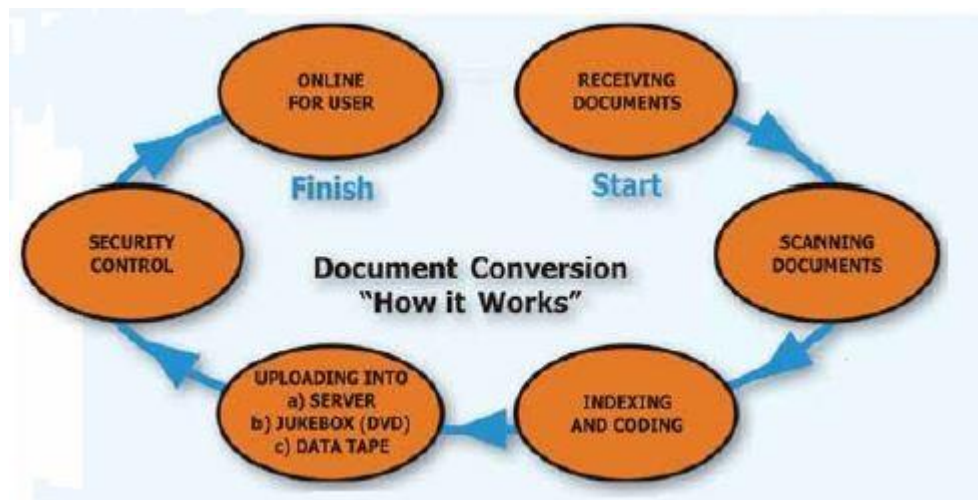 ONLINE
FOR USER
RECEIVING
DOCUMENTS
Finish
Start
SECURITY
CONTROL
SCANNING
DOCUMENTS
Document Conversion
"How it Works"
UPLOADING INTO
a) SERVER
b) JUKEBOX (DVD)
c) DATA TAPE
INDEXING
AND CODING